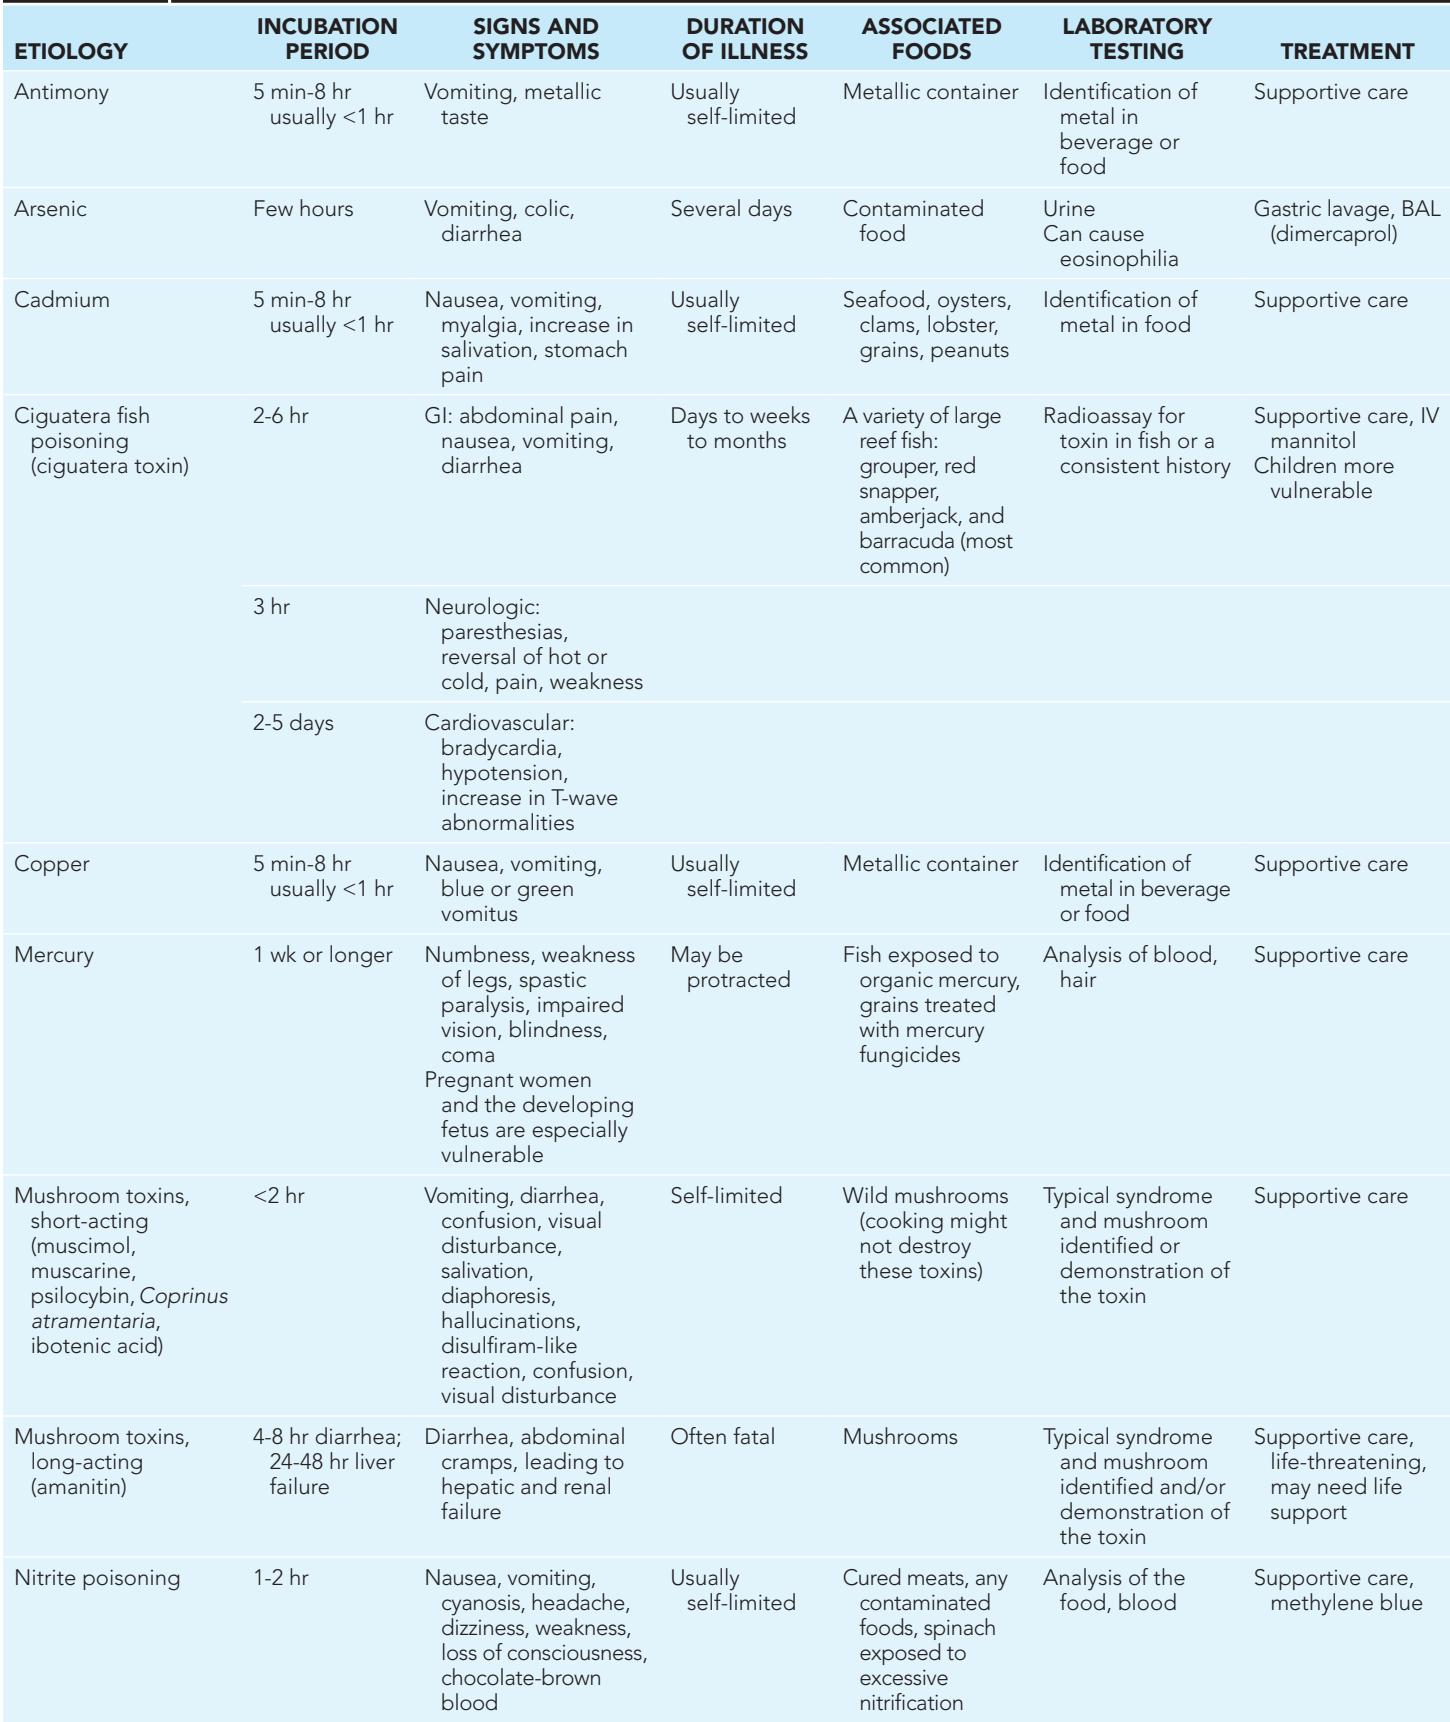 ETIOLOGY
INCUBATION
PERIOD
SIGNS AND
SYMPTOMS
DURATION
OF ILLNESS
ASSOCIATED
FOODS
LABORATORY
TESTING
TREATMENT
Antimony
5 min-8 hr
usually <1 hr
Vomiting, metallic
taste
Usually
self-limited
Metallic container
Identification of
metal in
beverage or
food
Supportive care
Arsenic
Few hours
Vomiting, colic,
diarrhea
Several days
Contaminated
food
Urine
Can cause
eosinophilia
Gastric lavage, BAL
(dimercaprol)
Cadmium
5 min-8 hr
usually <1 hr
Nausea, vomiting,
myalgia, increase in
salivation, stomach
pain
Usually
self-limited
Seafood, oysters,
clams, lobster,
grains, peanuts
Identification of
metal in food
Supportive care
Ciguatera fish
poisoning
(ciguatera toxin)
2-6 hr
GI: abdominal pain,
nausea, vomiting,
diarrhea
Days to weeks
to months
A variety of large
reef fish:
grouper, red
snapper,
amberjack, and
barracuda (most
common)
Radioassay for
toxin in fish or a
consistent history
Supportive care, IV
mannitol
Children more
vulnerable
3 hr
Neurologic:
paresthesias,
reversal of hot or
cold, pain, weakness
2-5 days
Cardiovascular:
bradycardia,
hypotension,
increase in T-wave
abnormalities
Copper
5 min-8 hr
usually <1 hr
Nausea, vomiting,
blue or green
vomitus
Usually
self-limited
Metallic container
Identification of
metal in beverage
or food
Supportive care
Mercury
1 wk or longer
Numbness, weakness
of legs, spastic
paralysis, impaired
vision, blindness,
coma
Pregnant women
and the developing
fetus are especially
vulnerable
May be
protracted
Fish exposed to
organic mercury,
grains treated
with mercury
fungicides
Analysis of blood,
hair
Supportive care
Mushroom toxins,
short-acting
(muscimol,
muscarine,
psilocybin, Coprinus
atramentaria,
ibotenic acid)
<2 hr
Vomiting, diarrhea,
confusion, visual
disturbance,
salivation,
diaphoresis,
hallucinations,
disulfiram-like
reaction, confusion,
visual disturbance
Self-limited
Wild mushrooms
(cooking might
not destroy
these toxins)
Typical syndrome
and mushroom
identified or
demonstration of
the toxin
Supportive care
Mushroom toxins,
long-acting
(amanitin)
4-8 hr diarrhea;
24-48 hr liver
failure
Diarrhea, abdominal
cramps, leading to
hepatic and renal
failure
Often fatal
Mushrooms
Typical syndrome
and mushroom
identified and/or
demonstration of
the toxin
Supportive care,
life-threatening,
may need life
support
Nitrite poisoning
1-2 hr
Nausea, vomiting,
cyanosis, headache,
dizziness, weakness,
loss of consciousness,
chocolate-brown
blood
Usually
self-limited
Cured meats, any
contaminated
foods, spinach
exposed to
excessive
nitrification
Analysis of the
food, blood
Supportive care,
methylene blue